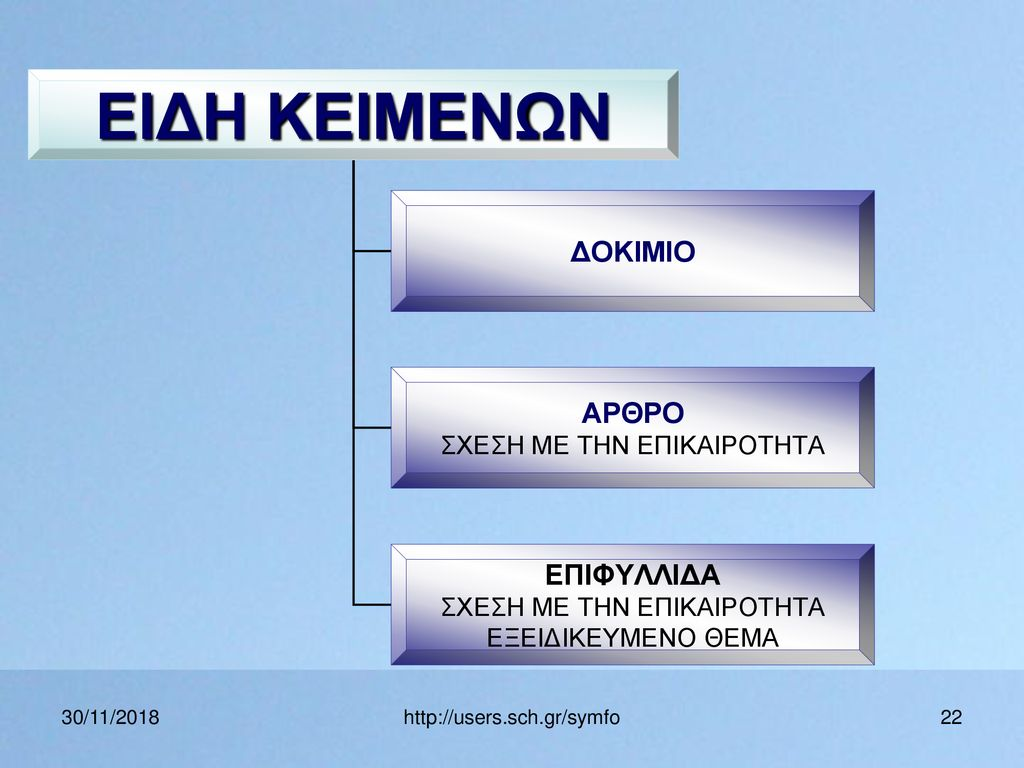 ΕΙΔΗ ΚΕΙΜΕΝΩΝ
ΔΟΚΙΜΙΟ
ΑΡΘΡΟ
ΣΧΕΣΗ ΜΕ ΤΗΝ ΕΠΙΚΑΙΡΟΤΗΤΑ
ΕΠΙΦΥΛΛΙΔΑ
ΣΧΕΣΗ ΜΕ ΤΗΝ ΕΠΙΚΑΙΡΟΤΗΤΑ
ΕΞΕΙΔΙΚΕΥΜΕΝΟ ΘΕΜΑ
30/11/2018
http://users.sch.gr/symfo
22